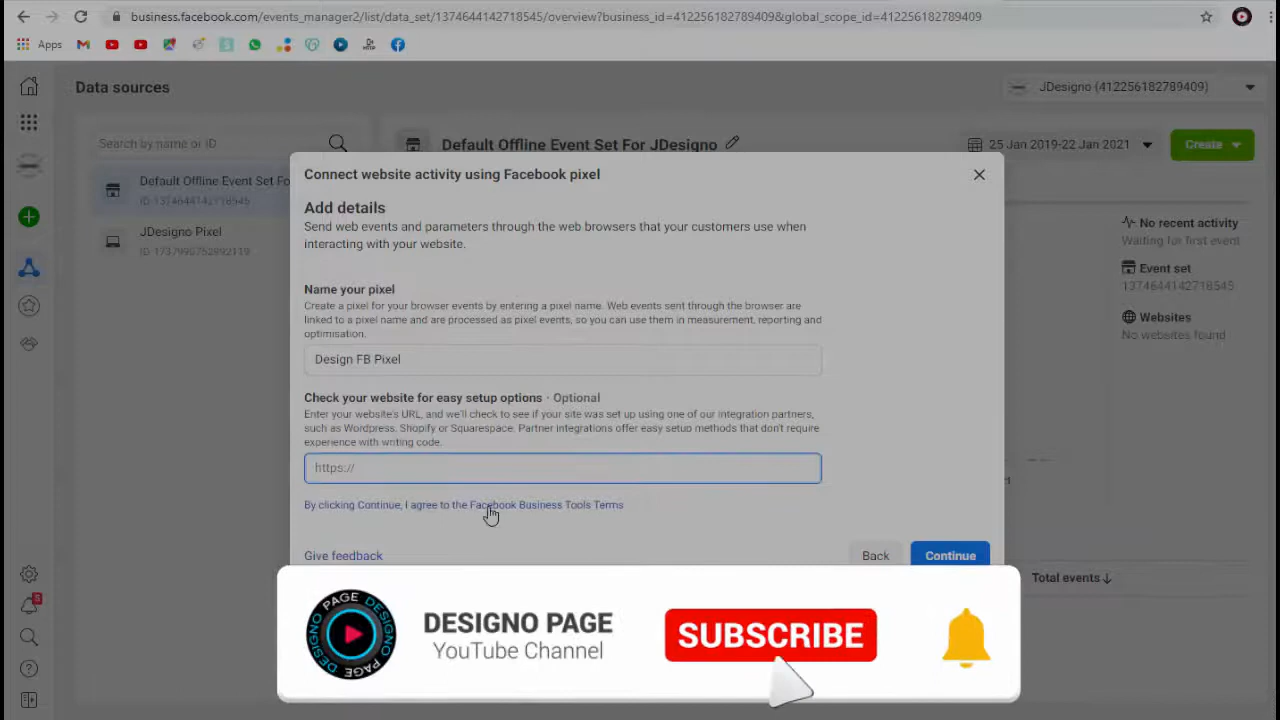 business.facebook.com/events_manager2/list/data_set/1374644142718545/overview?business_id=412256182789409&global_scope_id=412256182789409
Apps
Data sources
JDesigno (412256182789409)
Search by name or ID
Default Offline Event Set For JDesigno
25 Jan 2019-22 Jan 2021
Create
Default Offline Event Set Fo
ID 1374644142718545
JDesigno Pixel
ID 1737990752992119
Connect website activity using Facebook pixel
Add details
Send web events and parameters through the web browsers that your customers use when
interacting with your website.
Name your pixel
Create a pixel for your browser events by entering a pixel name. Web events sent through the browser are
linked to a pixel name and are processed as pixel events, so you can use them in measurement, reporting and
optimisation.
Design FB Pixel
Check your website for easy setup options · Optional
Enter your website's URL, and we'll check to see if your site was set up using one of our integration partners,
such as Wordpress, Shopify or Squarespace. Partner integrations offer easy setup methods that don't require
experience with writing code.
https://
By clicking Continue, I agree to the Facebook Business Tools Terms
Give feedback
Back
Continue
No recent activity
Waiting for first event
Event set
1374644142718545
Websites
No websites found
Total events
5
PAGE DESIGNO PAGE DESIGNO
DESIGNO PAGE
YouTube Channel
SUBSCRIBE